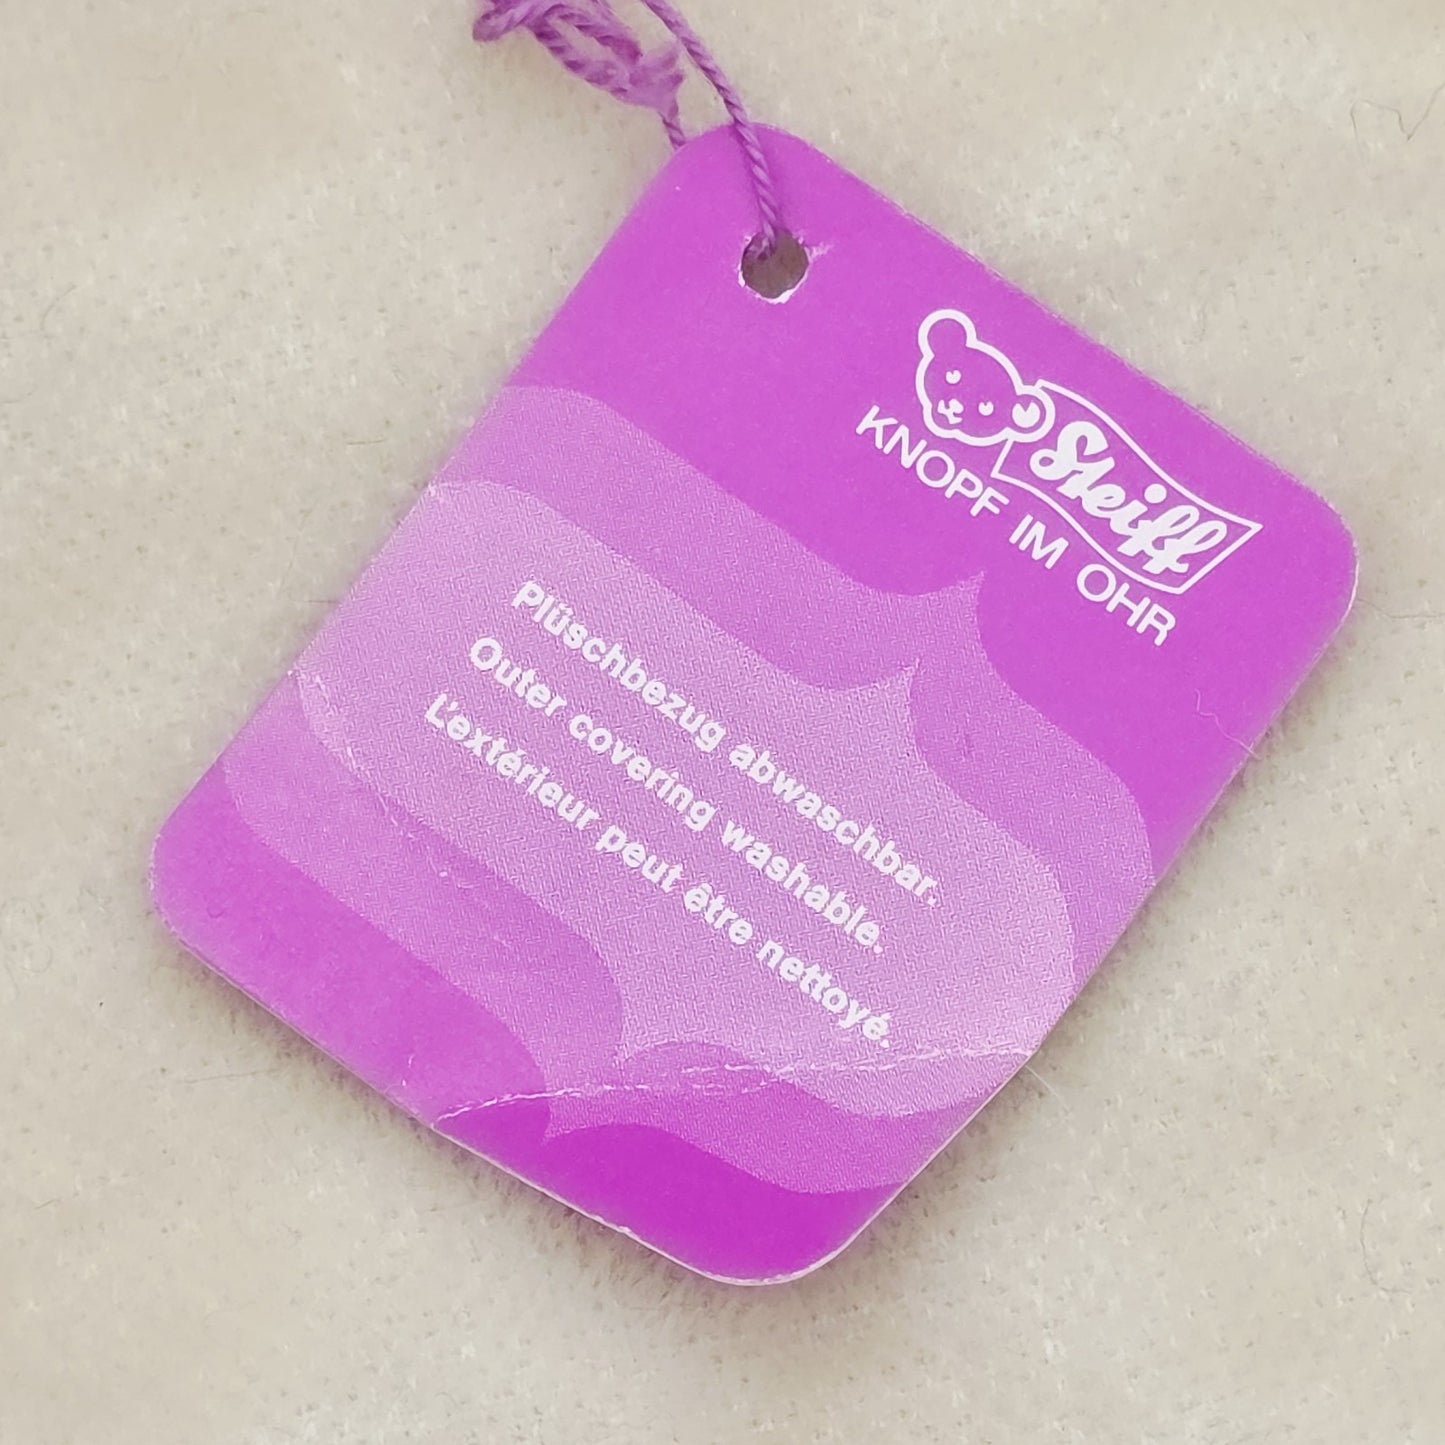 Steiff
KNOPF IM OHR
Plüschbezug abwaschbar.
Outer covering washable.
L'extérieur peut être nettoyé.